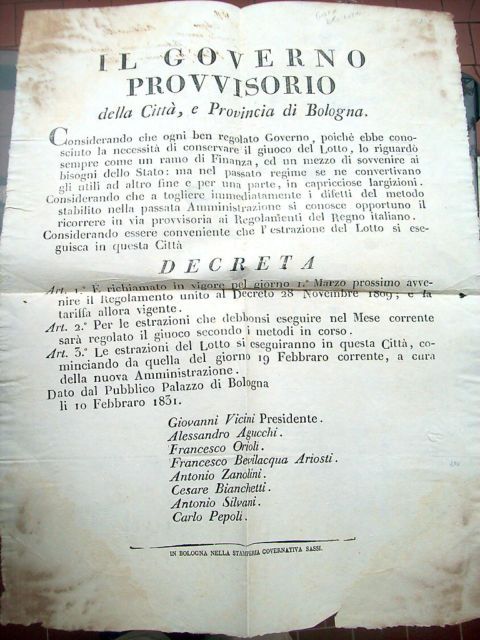 IL GOVERNO
PROVVISORIO
della Città, e Provincia di Bologna.
Considerando che ogni ben regolato Governo, poichè ebbe cono-
sciuto la necessità di conservare il giuoco del Lotto, lo riguardò
sempre come un ramo di Finanza, ed un mezzo di sovvenire ai
bisogni dello Stato: ma nel passato regime se ne convertivano
gli utili ad altro fine e per una parte, in capricciose largizioni.
Considerando che a togliere immediatamente i difetti del metodo
stabilito nella passata Amministrazione si conosce opportuno il
ricorrere in via provvisoria ai Regolamenti del Regno italiano.
Considerando essere conveniente che l'estrazione del Lotto si ese-
guisca in questa Città
DECRETA
Art. 1.° È richiamato in vigore pel giorno 1.° Marzo prossimo avve-
nire il Regolamento unito al Decreto 28 Novembre 1809; e la
tariffa allora vigente.
Art. 2.° Per le estrazioni che debbonsi eseguire nel Mese corrente
sarà regolato il giuoco secondo i metodi in corso.
Art. 3.° Le estrazioni del Lotto si eseguiranno in questa Città, co-
minciando da quella del giorno 19 Febbraro corrente, a cura
della nuova Amministrazione.
Dato dal Pubblico Palazzo di Bologna
li 10 Febbraro 1831.
Giovanni Vicini Presidente.
Alessandro Agucchi.
Francesco Orioli.
Francesco Bevilacqua Ariosti.
Antonio Zanolini.
Cesare Bianchetti.
Antonio Silvani.
Carlo Pepoli.
IN BOLOGNA NELLA STAMPERIA GOVERNATIVA SASSI.